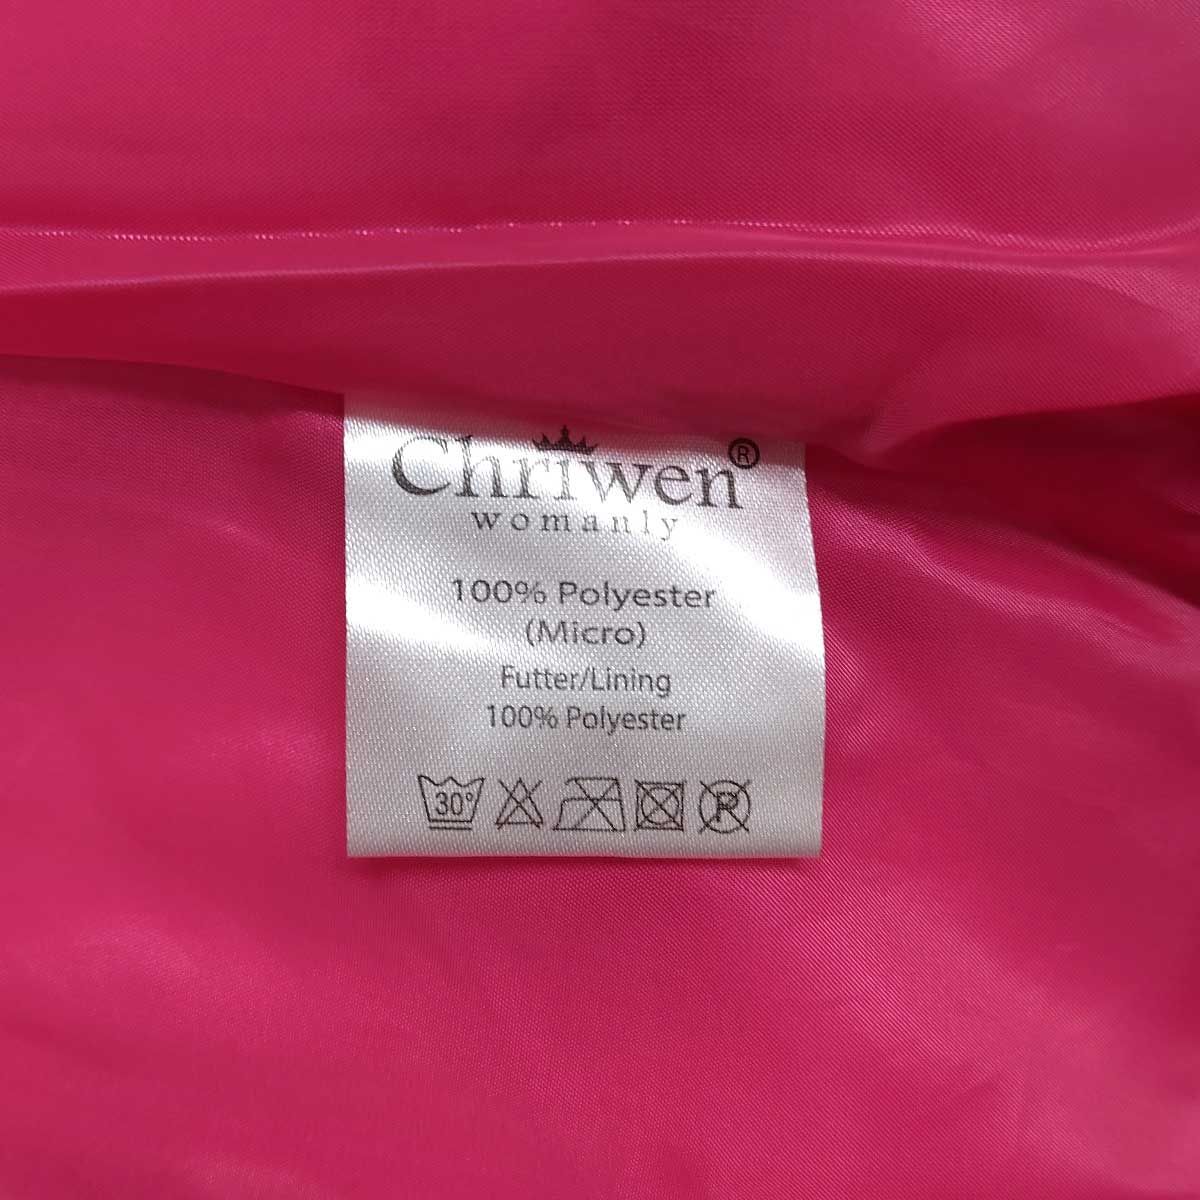 Chriwen®
womanly
100% Polyester
(Micro)
Futter/Lining
100% Polyester
30° P